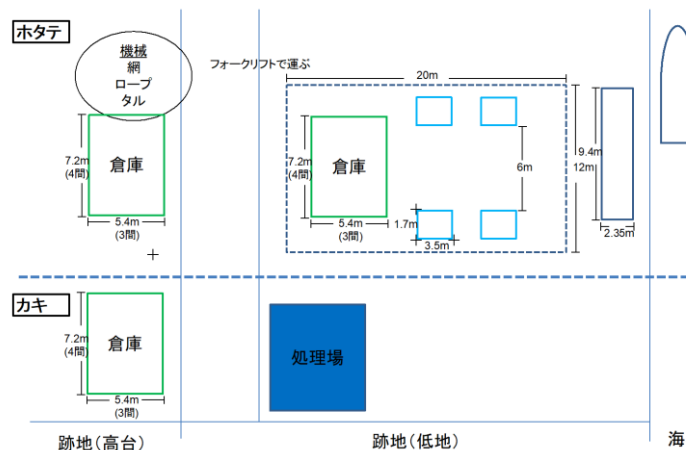 ホタテ
機械
網
ロープ
タル
フォークリフトで運ぶ
20m
7.2m
(4間)
倉庫
5.4m
(3間)
7.2m
(4間)
倉庫
5.4m
(3間)
1.7m
3.5m
6m
9.4m
12m
2.35m
カキ
7.2m
(4間)
倉庫
5.4m
(3間)
処理場
跡地(高台)
跡地(低地)
海